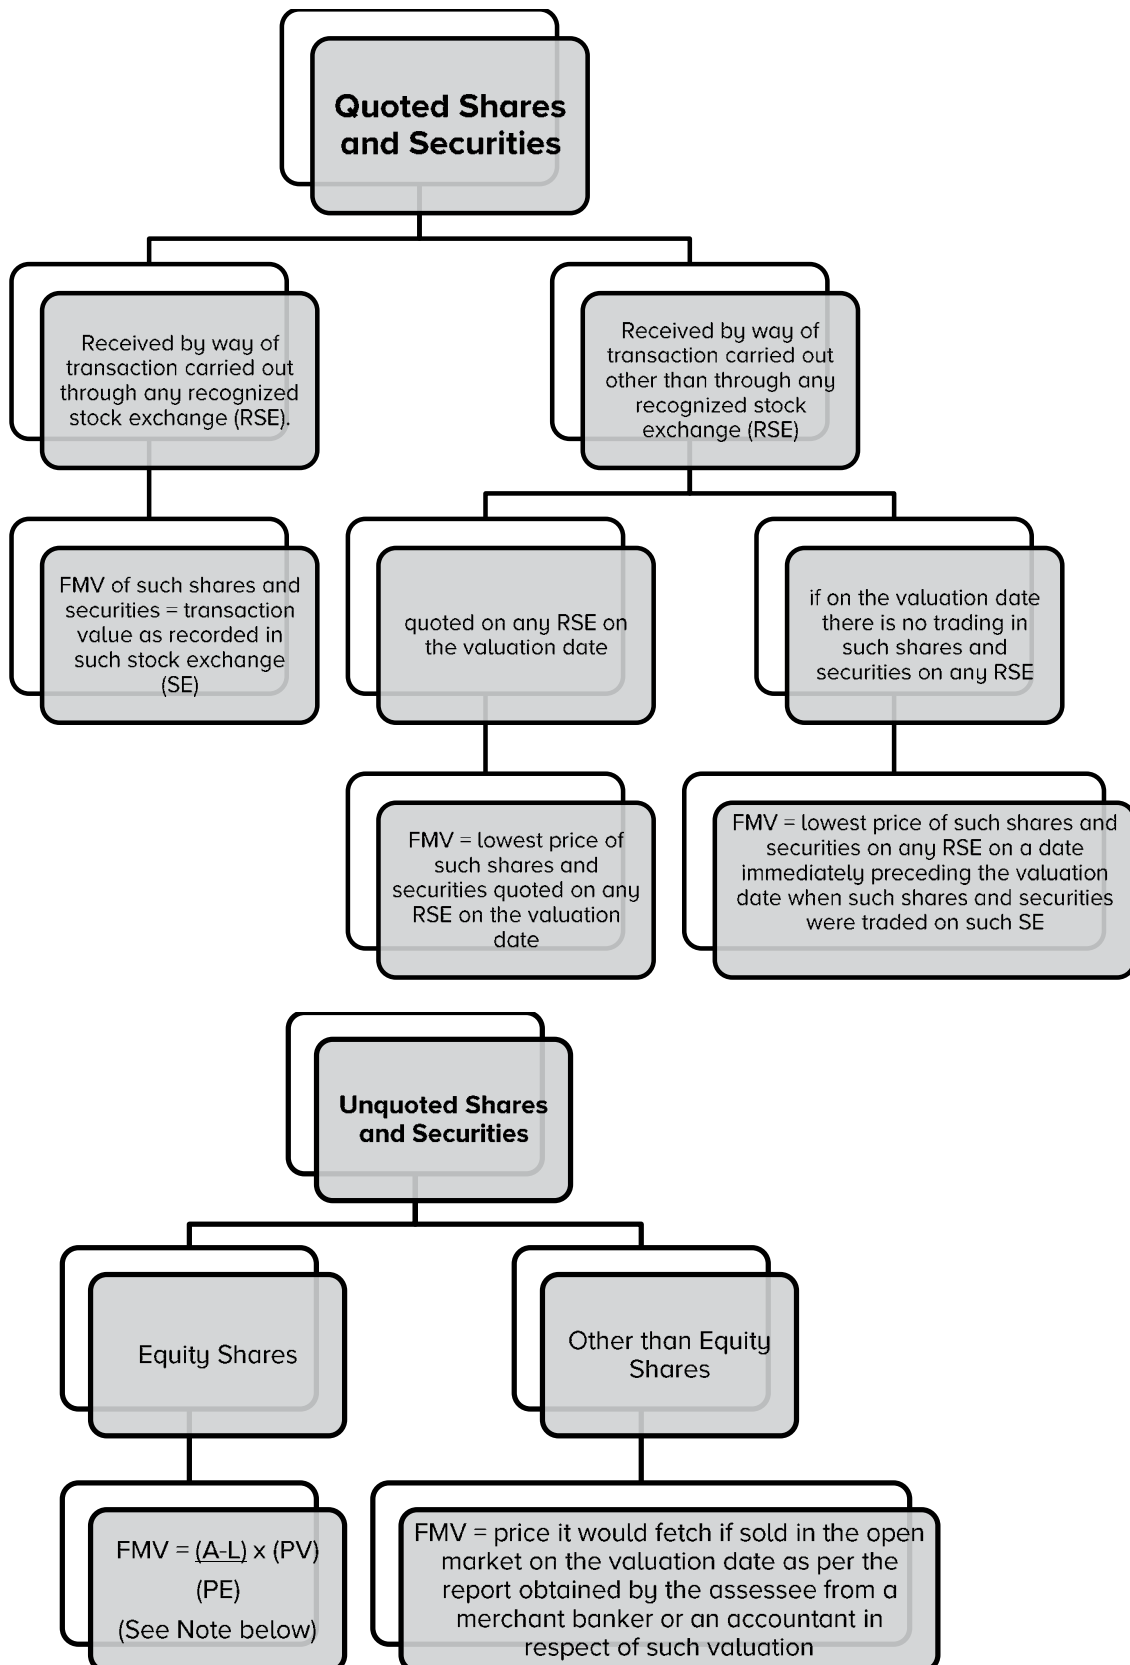 Quoted Shares
and Securities
Received by way of
transaction carried out
through any recognized
stock exchange (RSE).
Received by way of
transaction carried out
other than through any
recognized stock
exchange (RSE)
FMV of such shares and
securities = transaction
value as recorded in
such stock exchange
(SE)
quoted on any RSE on
the valuation date
if on the valuation date
there is no trading in
such shares and
securities on any RSE
FMV = lowest price of
such shares and
securities quoted on any
RSE on the valuation
date
FMV = lowest price of such shares and
securities on any RSE on a date
immediately preceding the valuation
date when such shares and securities
were traded on such SE
Unquoted Shares
and Securities
Equity Shares
Other than Equity
Shares
FMV = (A-L) x (PV)
(PE)
(See Note below)
FMV = price it would fetch if sold in the open
market on the valuation date as per the
report obtained by the assessee from a
merchant banker or an accountant in
respect of such valuation